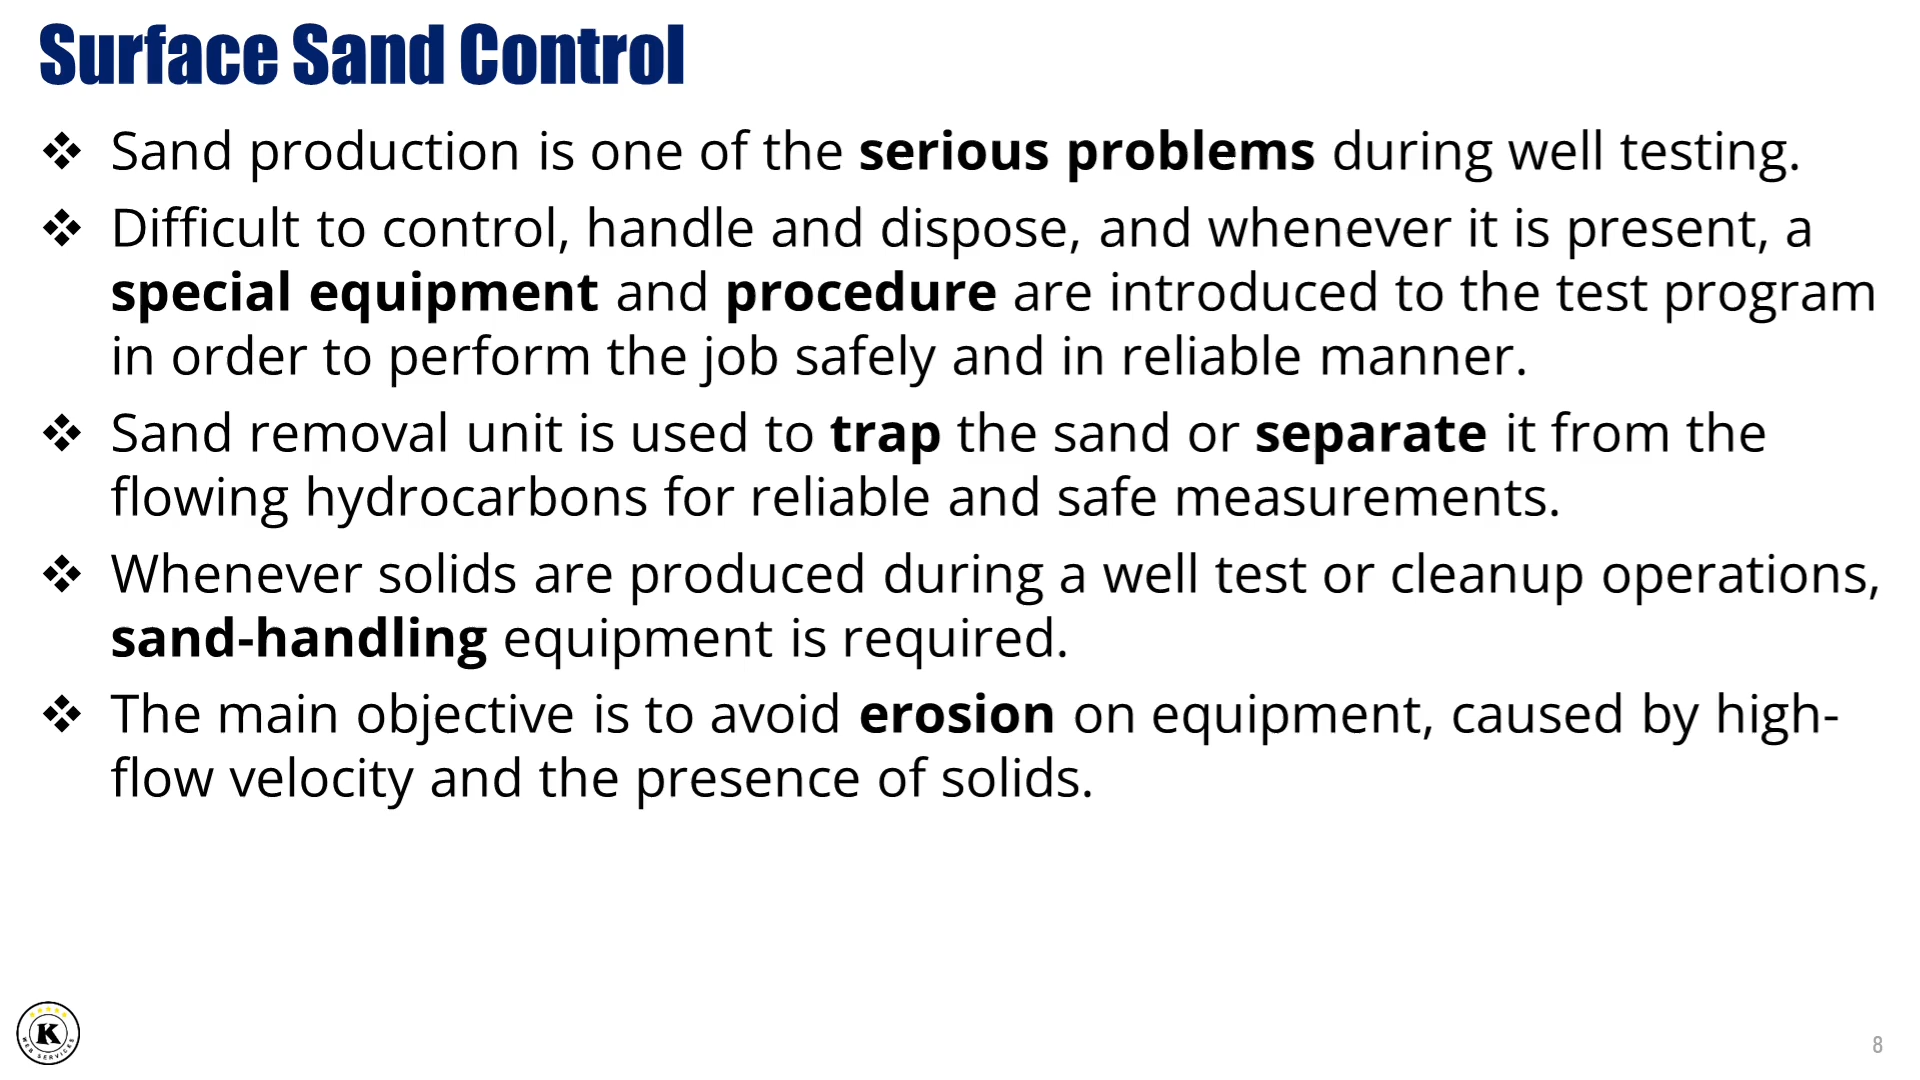 Surface Sand Control
❖ Sand production is one of the serious problems during well testing.
❖ Difficult to control, handle and dispose, and whenever it is present, a
special equipment and procedure are introduced to the test program
in order to perform the job safely and in reliable manner.
❖ Sand removal unit is used to trap the sand or separate it from the
flowing hydrocarbons for reliable and safe measurements.
❖ Whenever solids are produced during a well test or cleanup operations,
sand-handling equipment is required.
❖ The main objective is to avoid erosion on equipment, caused by high-
flow velocity and the presence of solids.
K
WEB SERVICES
8